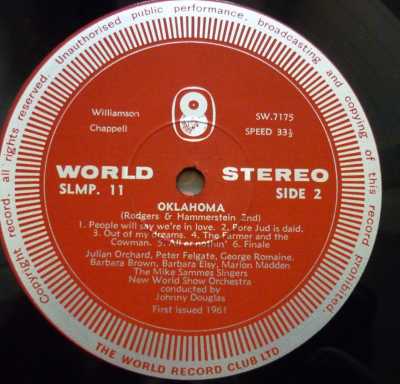 Copyright record, all rights reserved. Unauthorised public performance, broadcasting and copying of this record prohibited.
Williamson
Chappell
SW.7175
SPEED 33⅓
WORLD STEREO
SLMP. 11 SIDE 2
OKLAHOMA
(Rodgers & Hammerstein 2nd)
1. People will say we're in love. 2. Pore Jud is daid.
3. Out of my dreams. 4. The Farmer and the
Cowman. 5. All or nothin' 6. Finale
Julian Orchard, Peter Felgate, George Romaine,
Barbara Brown, Barbara Elsy, Marion Madden
The Mike Sammes Singers
New World Show Orchestra
conducted by
Johnny Douglas
First issued 1961
THE WORLD RECORD CLUB LTD